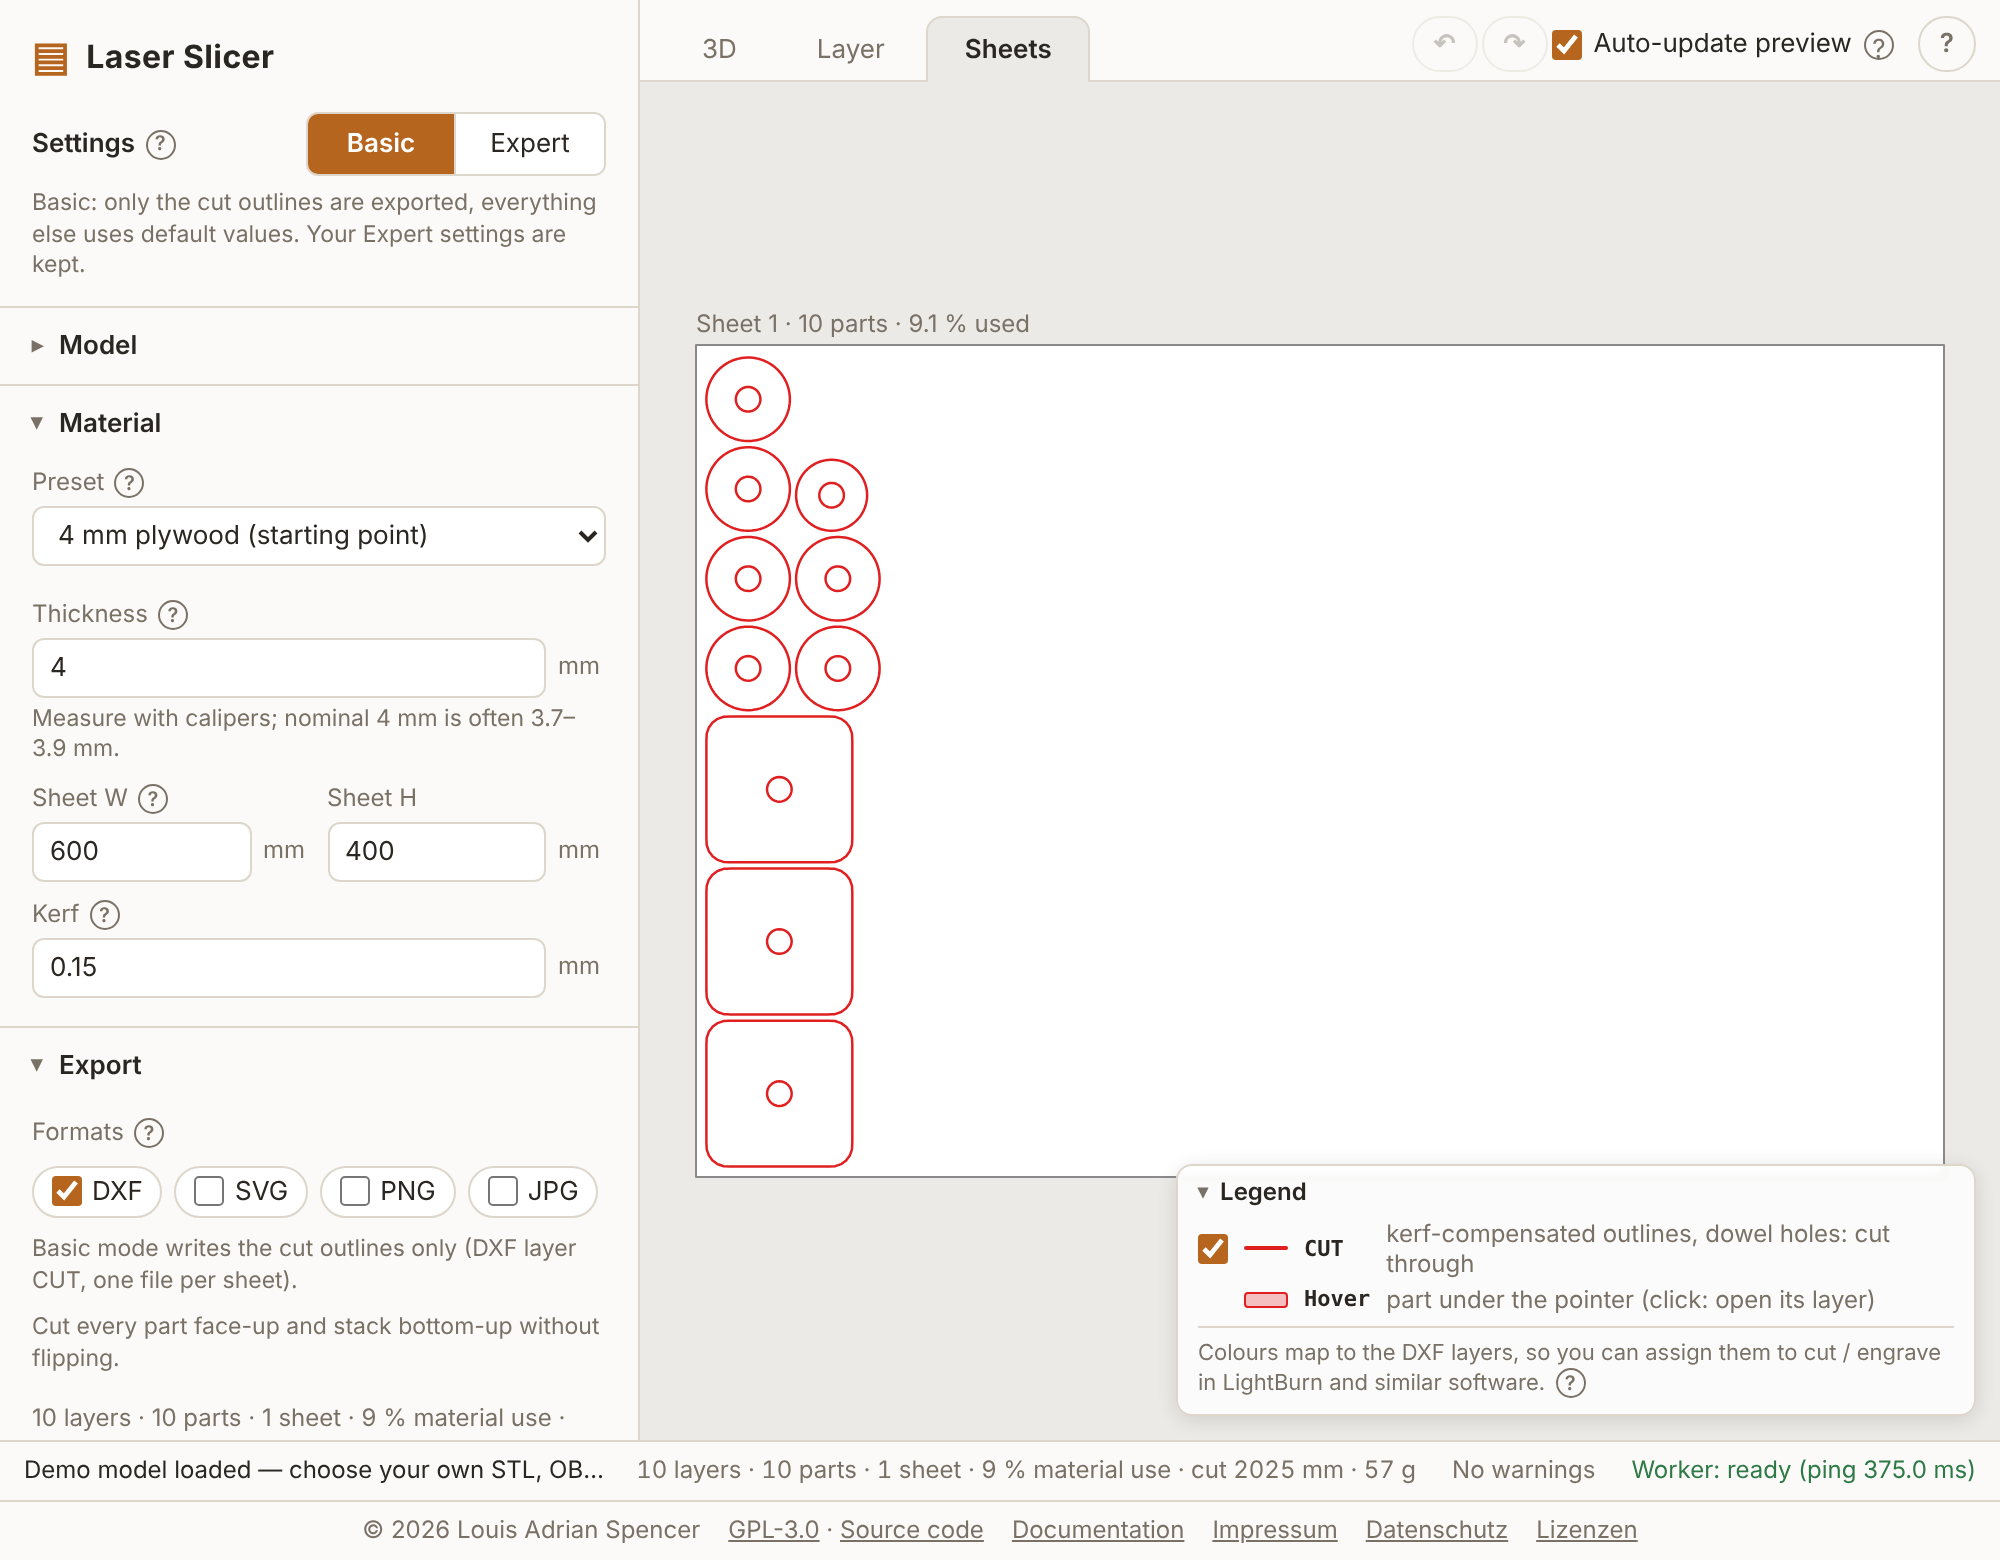 Laser Slicer
Settings ?
Basic
Expert
Basic: only the cut outlines are exported, everything
else uses default values. Your Expert settings are
kept.
Model
Material
Preset ?
4 mm plywood (starting point)
Thickness ?
4
mm
Measure with calipers; nominal 4 mm is often 3.7–
3.9 mm.
Sheet W ?
Sheet H
600
mm
400
mm
Kerf ?
0.15
mm
Export
Formats ?
DXF
SVG
PNG
JPG
Basic mode writes the cut outlines only (DXF layer
CUT, one file per sheet).
Cut every part face-up and stack bottom-up without
flipping.
10 layers · 10 parts · 1 sheet · 9 % material use ·
3D
Layer
Sheets
Auto-update preview ?
?
Sheet 1 · 10 parts · 9.1 % used
Legend
CUT
kerf-compensated outlines, dowel holes: cut
through
Hover
part under the pointer (click: open its layer)
Colours map to the DXF layers, so you can assign them to cut / engrave
in LightBurn and similar software. ?
Demo model loaded — choose your own STL, OB...
10 layers · 10 parts · 1 sheet · 9 % material use · cut 2025 mm · 57 g
No warnings
Worker: ready (ping 375.0 ms)
© 2026 Louis Adrian Spencer
GPL-3.0 · Source code
Documentation
Impressum
Datenschutz
Lizenzen